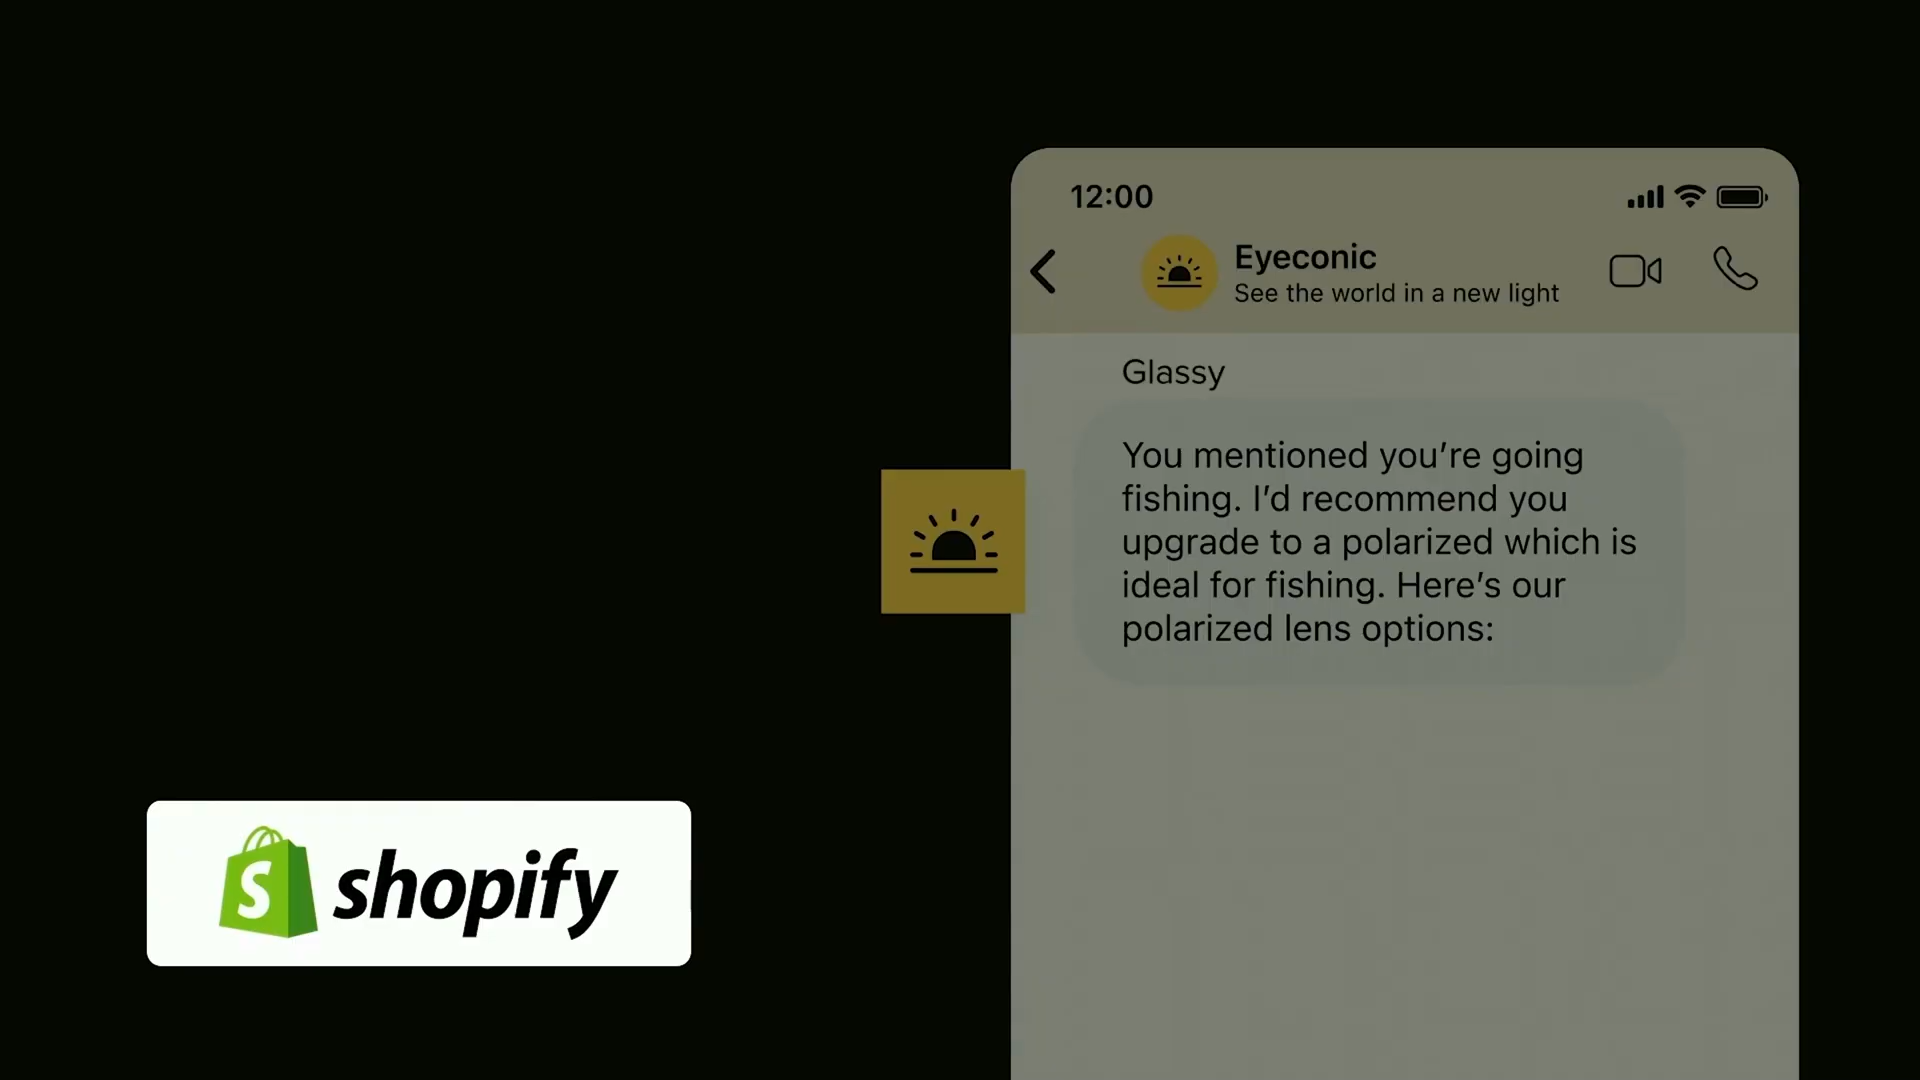 12:00
Eyeconic
See the world in a new light
Glassy
You mentioned you’re going
fishing. I’d recommend you
upgrade to a polarized which is
ideal for fishing. Here’s our
polarized lens options:
S shopify